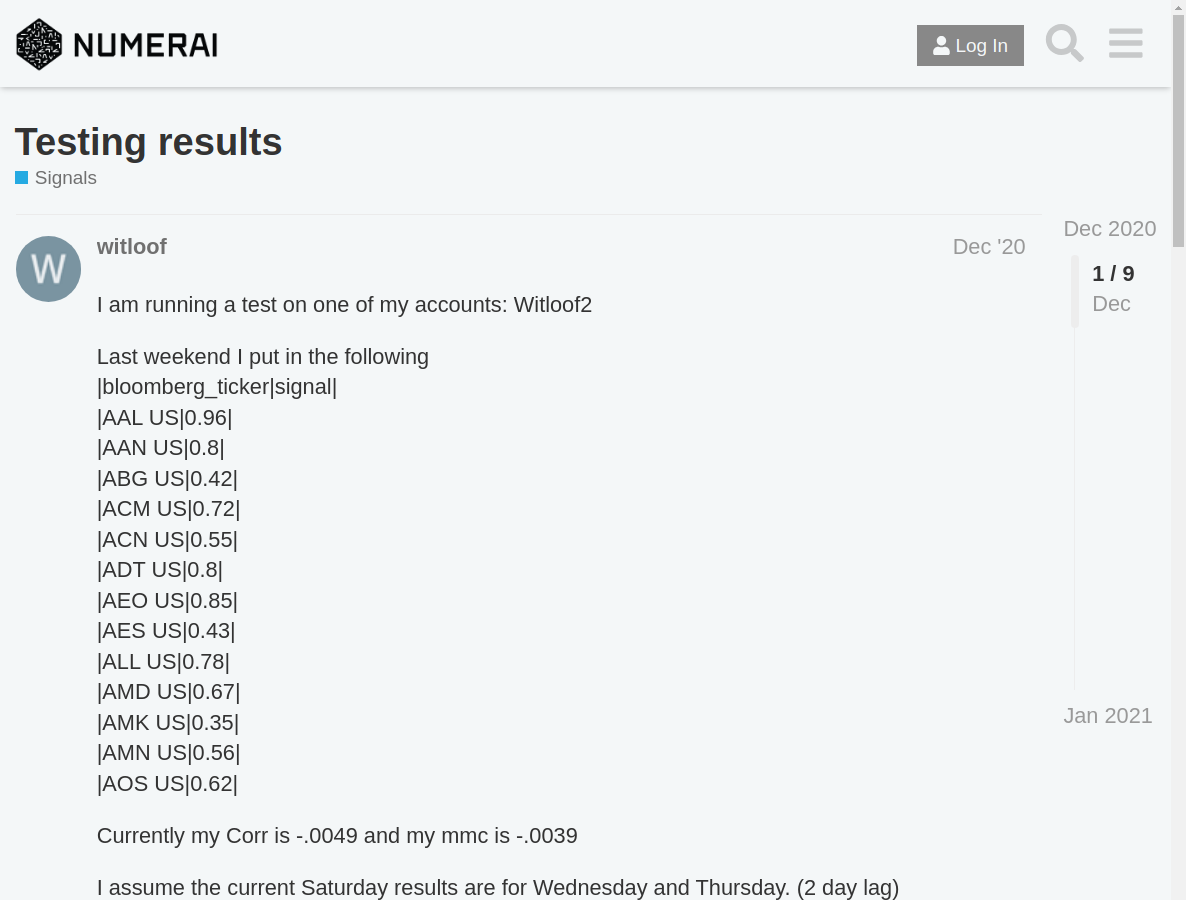 NUMERAI
Log In
Testing results
Signals
witloof
Dec '20
W
I am running a test on one of my accounts: Witloof2
Last weekend I put in the following
|bloomberg_ticker|signal|
|AAL US|0.96|
|AAN US|0.8|
|ABG US|0.42|
|ACM US|0.72|
|ACN US|0.55|
|ADT US|0.8|
|AEO US|0.85|
|AES US|0.43|
|ALL US|0.78|
|AMD US|0.67|
|AMK US|0.35|
|AMN US|0.56|
|AOS US|0.62|
Currently my Corr is -.0049 and my mmc is -.0039
I assume the current Saturday results are for Wednesday and Thursday. (2 day lag)
Dec 2020
1 / 9
Dec
Jan 2021